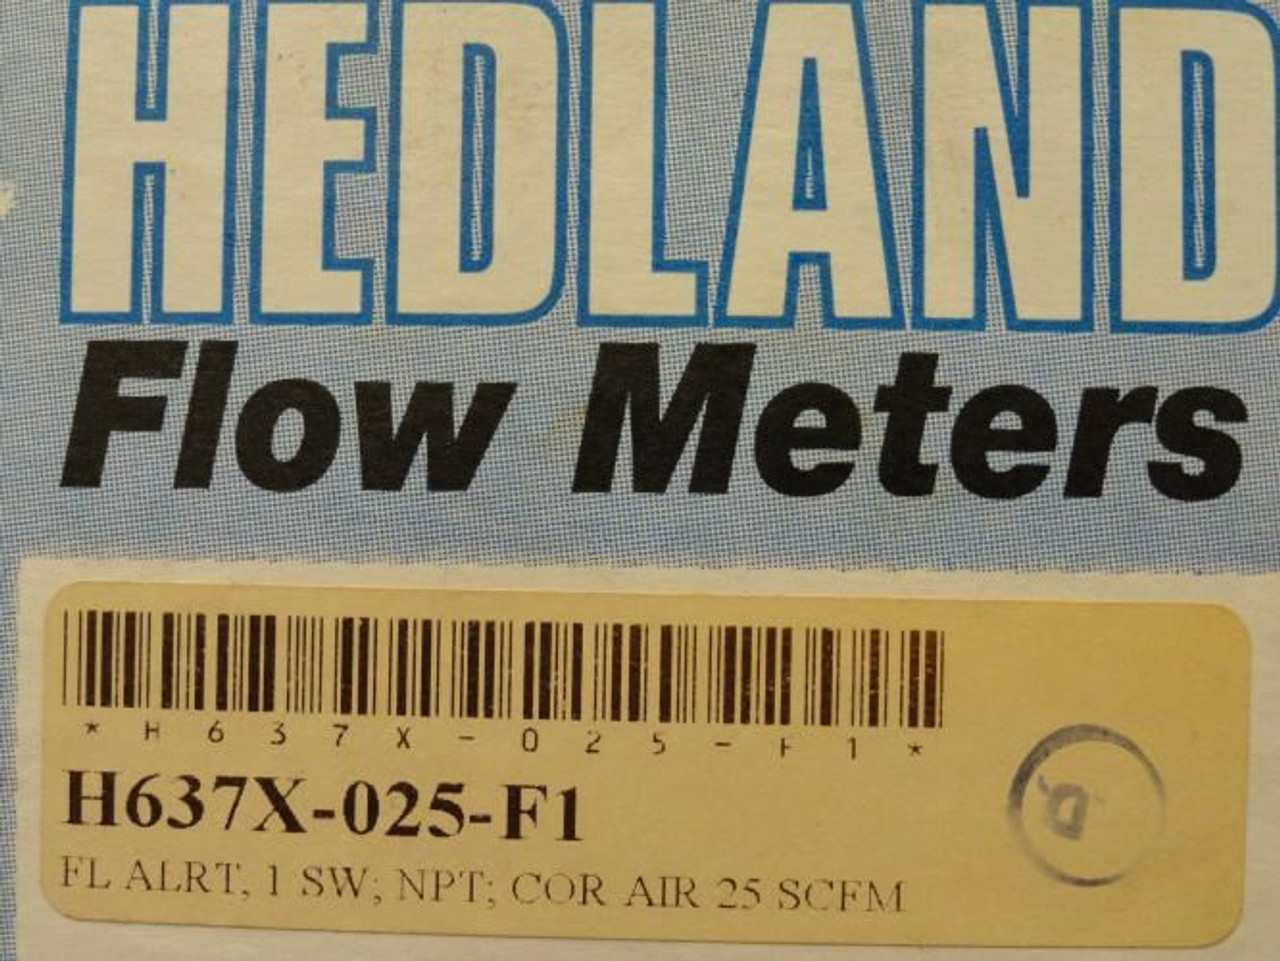 HEDLAND
Flow Meters
*H637X-025-F1*
H637X-025-F1
FL ALRT, 1 SW; NPT; COR AIR 25 SCFM